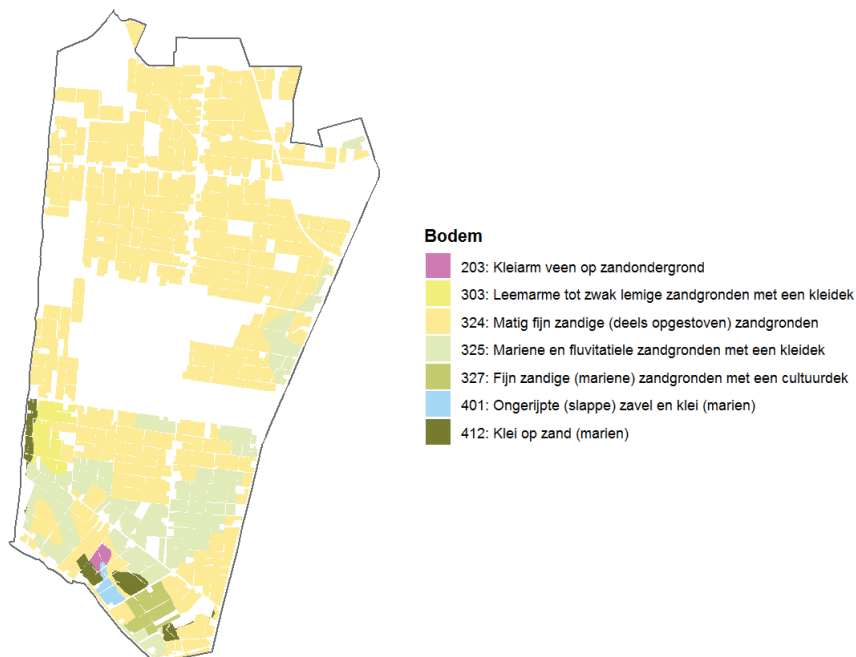 Bodem
203: Kleiarm veen op zandondergrond
303: Leemarme tot zwak lemige zandgronden met een kleidek
324: Matig fijn zandige (deels opgestoven) zandgronden
325: Mariene en fluvitatiele zandgronden met een kleidek
327: Fijn zandige (mariene) zandgronden met een cultuurdek
401: Ongerijpte (slappe) zavel en klei (marien)
412: Klei op zand (marien)